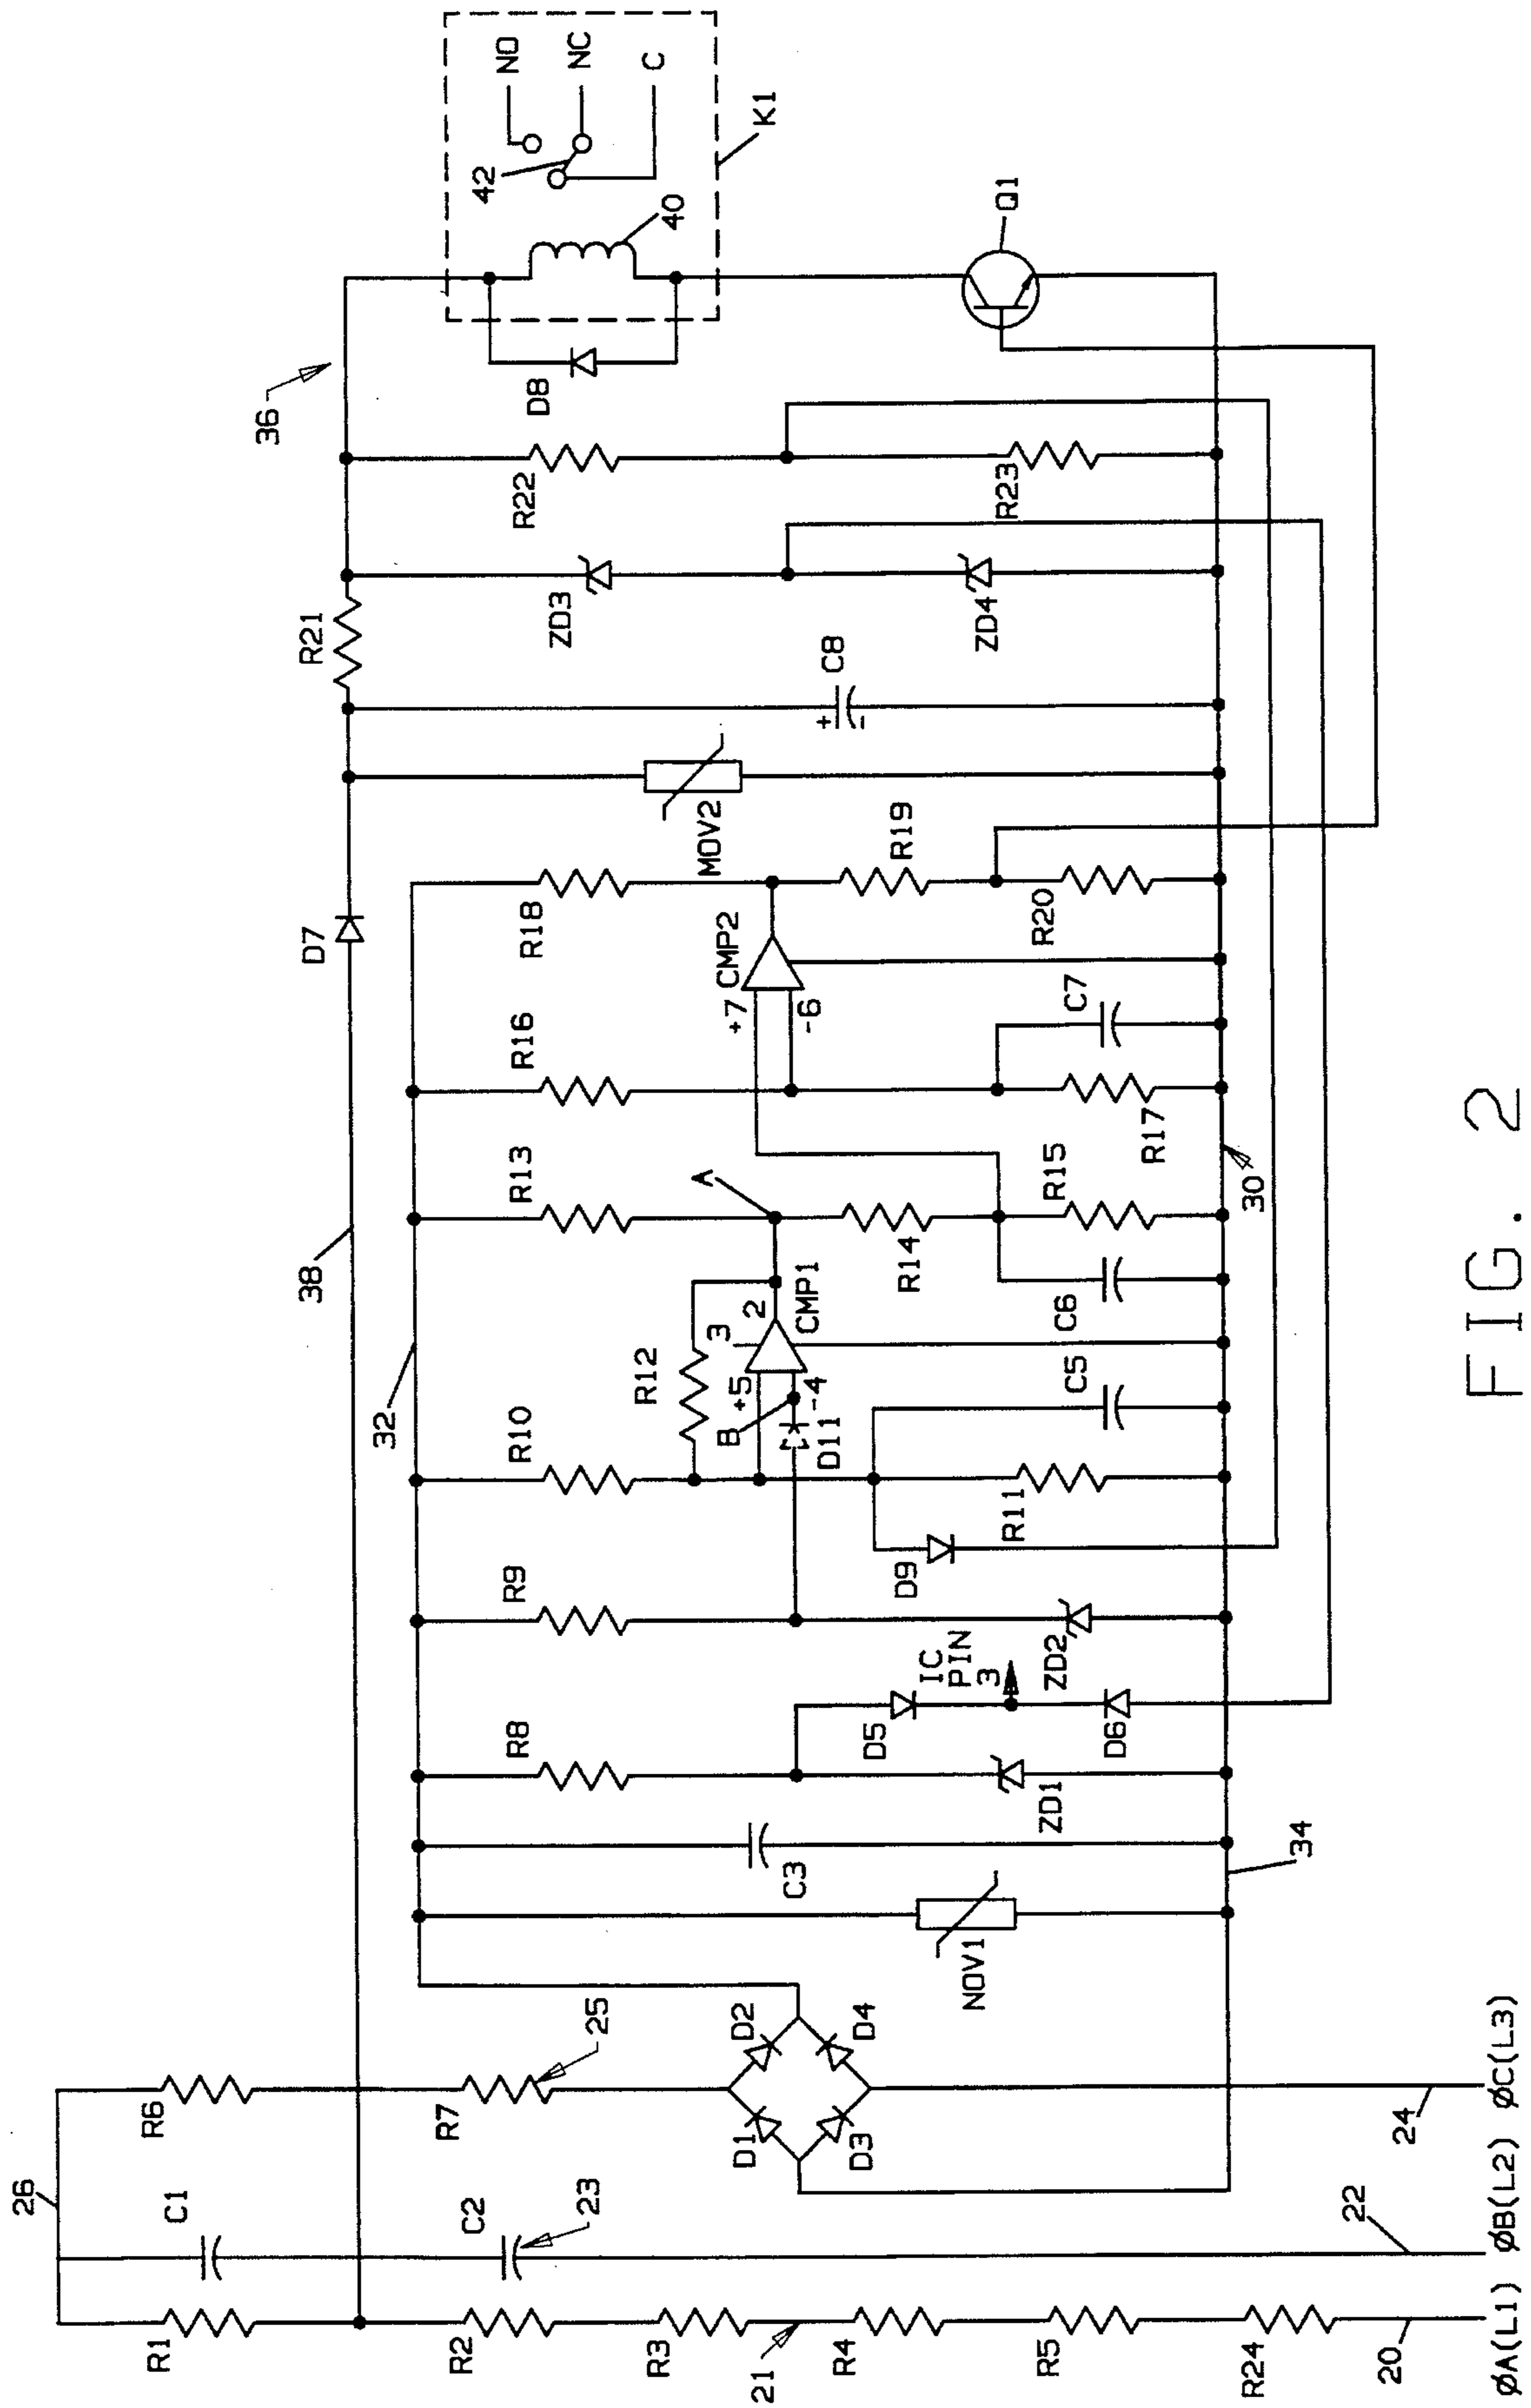 26
R1
C1
R6
R2
C2
R7
23
25
R3
21
R4
R5
R24
20
22
24
ØA(L1) ØB(L2) ØC(L3)
D1
D2
D3
D4
NOV1
C3
34
R8
D5
IC
PIN
3
D6
ZD1
R9
ZD2
32
38
R10
R12
B
+5
-4
D11
3
2
CMP1
D9
R11
C5
R13
A
R14
C6
R15
30
R16
R17
+7
-6
CMP2
C7
D7
R18
R19
R20
MOV2
C8
+
-
R21
ZD3
ZD4
R22
R23
36
D8
40
42
NO
NC
C
K1
Q1
FIG. 2